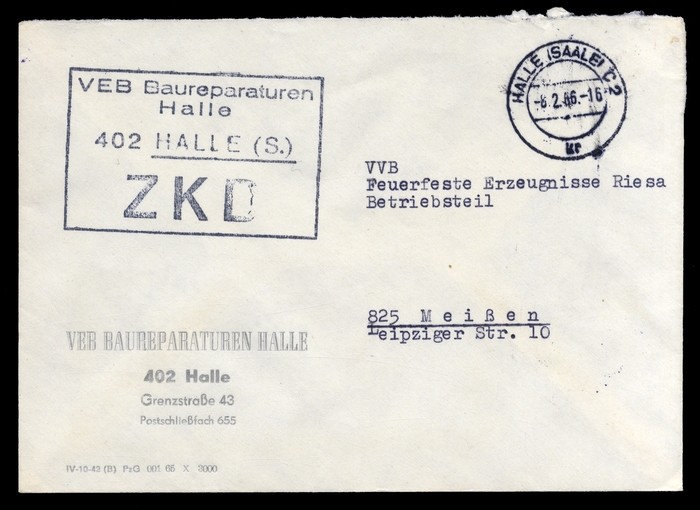 VEB Baureparaturen
Halle
402 HALLE (S.)
ZKD
HALLE (SAALE) C 2
-8.2.66.-16
ur
VVB
Feuerfeste Erzeugnisse Riesa
Betriebsteil
825 Meißen
Leipziger Str. 10
VEB BAUREPARATUREN HALLE
402 Halle
Grenzstraße 43
Postschließfach 655
IV-10-42 (B) PzG 001 65 X 3000